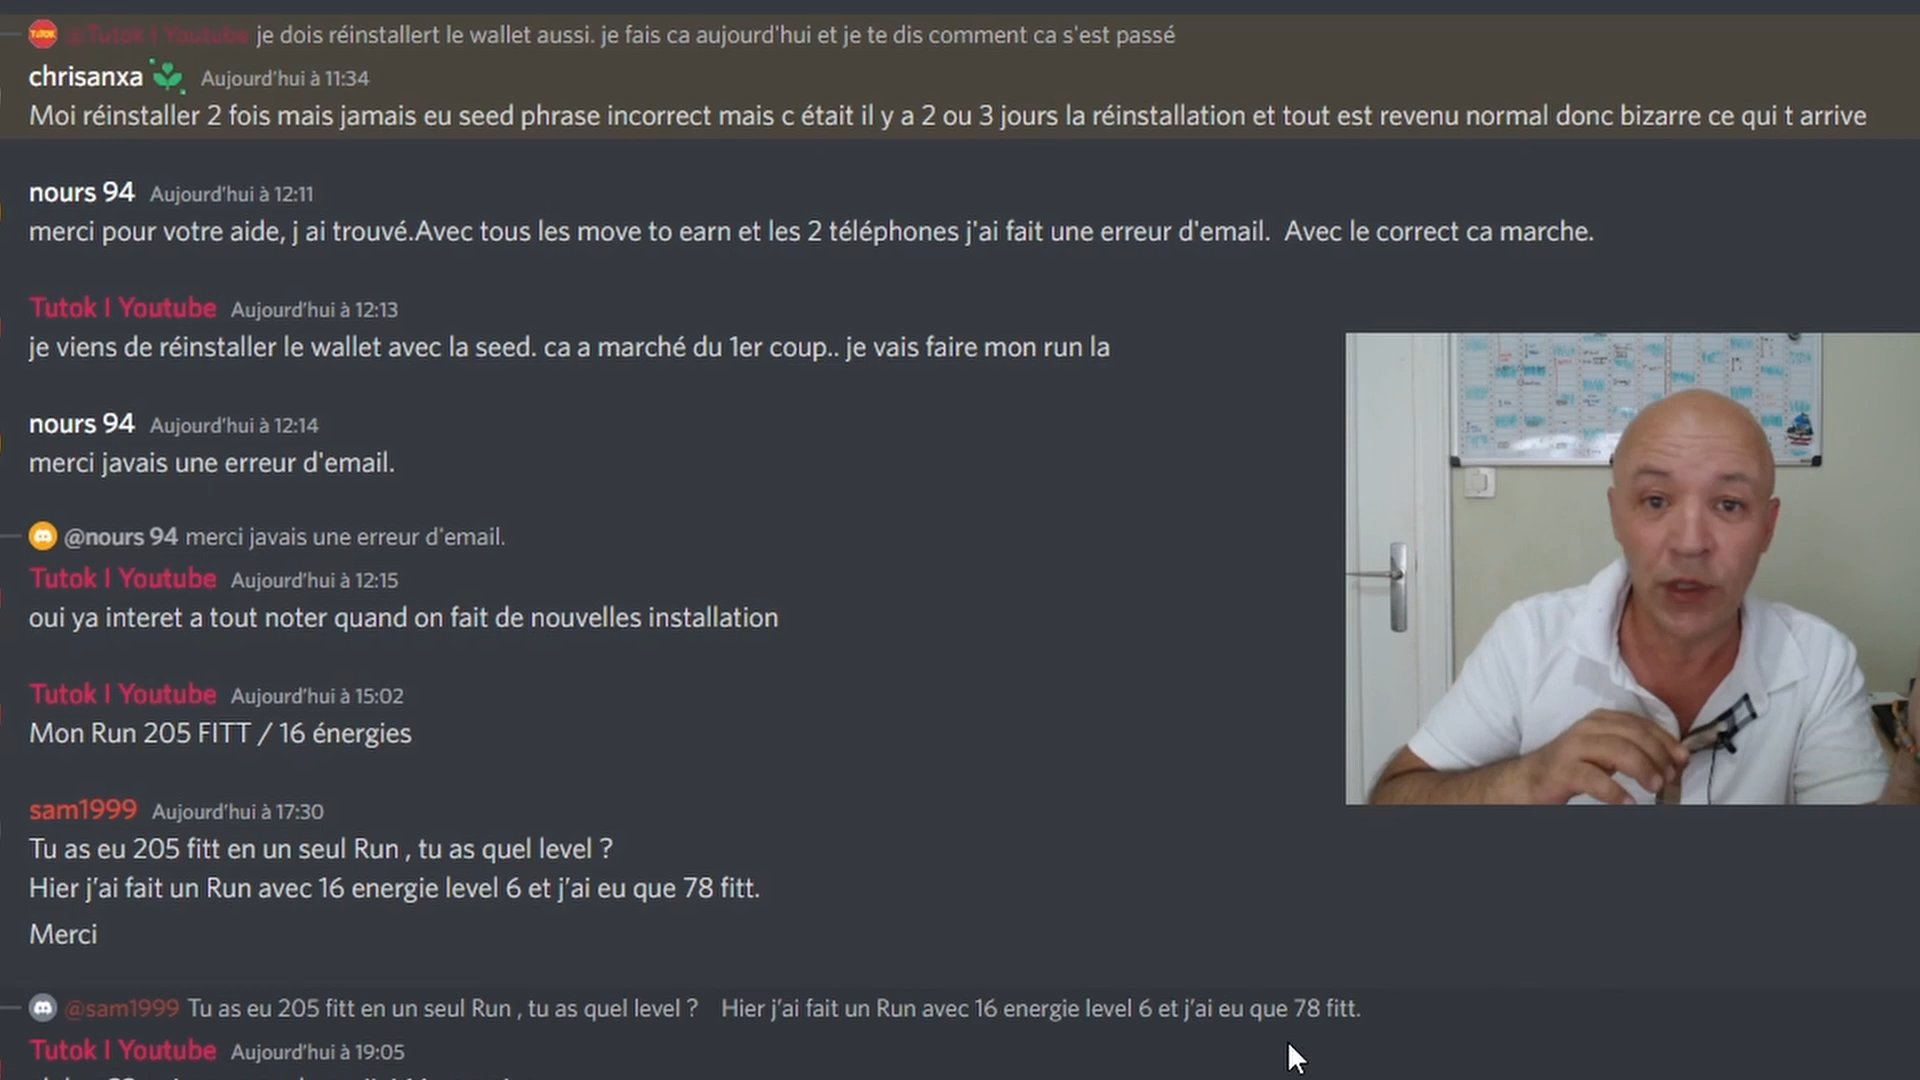 @Tutok I Youtube je dois réinstallert le wallet aussi. je fais ca aujourd'hui et je te dis comment ca s'est passé
chrisanxa Aujourd'hui à 11:34
Moi réinstaller 2 fois mais jamais eu seed phrase incorrect mais c était il y a 2 ou 3 jours la réinstallation et tout est revenu normal donc bizarre ce qui t arrive
nours 94 Aujourd'hui à 12:11
merci pour votre aide, j ai trouvé.Avec tous les move to earn et les 2 téléphones j'ai fait une erreur d'email. Avec le correct ca marche.
Tutok I Youtube Aujourd'hui à 12:13
je viens de réinstaller le wallet avec la seed. ca a marché du 1er coup.. je vais faire mon run la
nours 94 Aujourd'hui à 12:14
merci javais une erreur d'email.
@nours 94 merci javais une erreur d'email.
Tutok I Youtube Aujourd'hui à 12:15
oui ya interet a tout noter quand on fait de nouvelles installation
Tutok I Youtube Aujourd'hui à 15:02
Mon Run 205 FITT / 16 énergies
sam1999 Aujourd'hui à 17:30
Tu as eu 205 fitt en un seul Run , tu as quel level ?
Hier j’ai fait un Run avec 16 energie level 6 et j’ai eu que 78 fitt.
Merci
@sam1999 Tu as eu 205 fitt en un seul Run , tu as quel level ? Hier j’ai fait un Run avec 16 energie level 6 et j’ai eu que 78 fitt.
Tutok I Youtube Aujourd'hui à 19:05